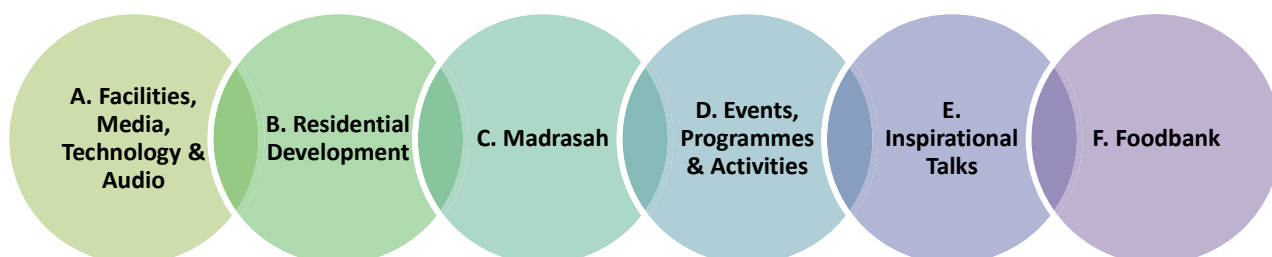 A. Facilities,
Media,
Technology &
Audio
B. Residential
Development
C. Madrasah
D. Events,
Programmes
& Activities
E.
Inspirational
Talks
F. Foodbank